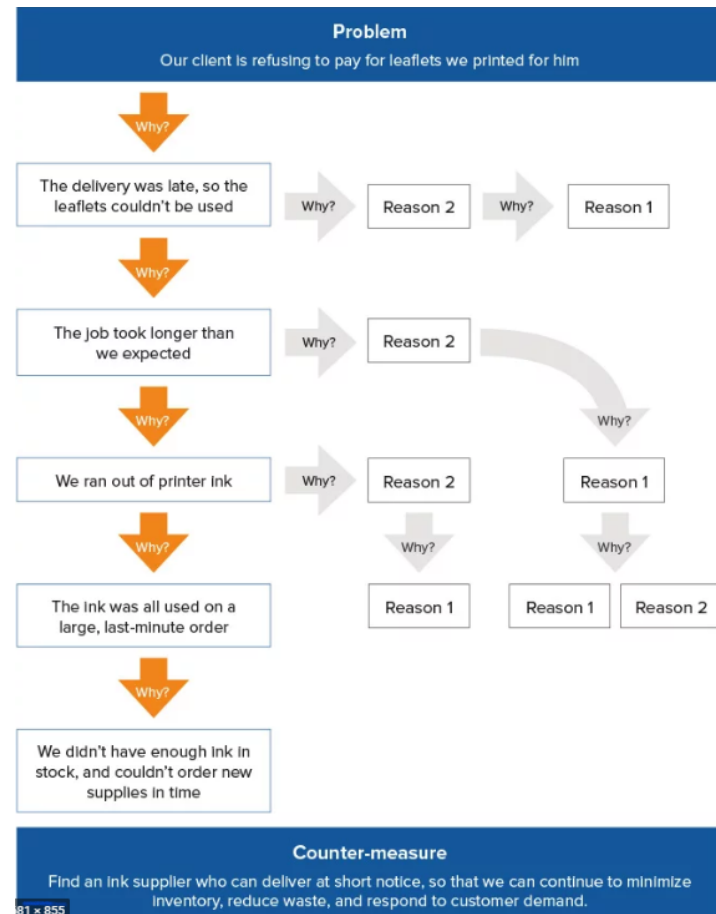 Problem
Our client is refusing to pay for leaflets we printed for him
Why?
The delivery was late, so the
leaflets couldn't be used
Why?
Reason 2
Why?
Reason 1
Why?
The job took longer than
we expected
Why?
Reason 2
Why?
Why?
We ran out of printer ink
Why?
Reason 2
Reason 1
Why?
Why?
Why?
The ink was all used on a
large, last-minute order
Reason 1
Reason 1
Reason 2
Why?
We didn't have enough ink in
stock, and couldn't order new
supplies in time
Counter-measure
Find an ink supplier who can deliver at short notice, so that we can continue to minimize
inventory, reduce waste, and respond to customer demand.
81 × 855